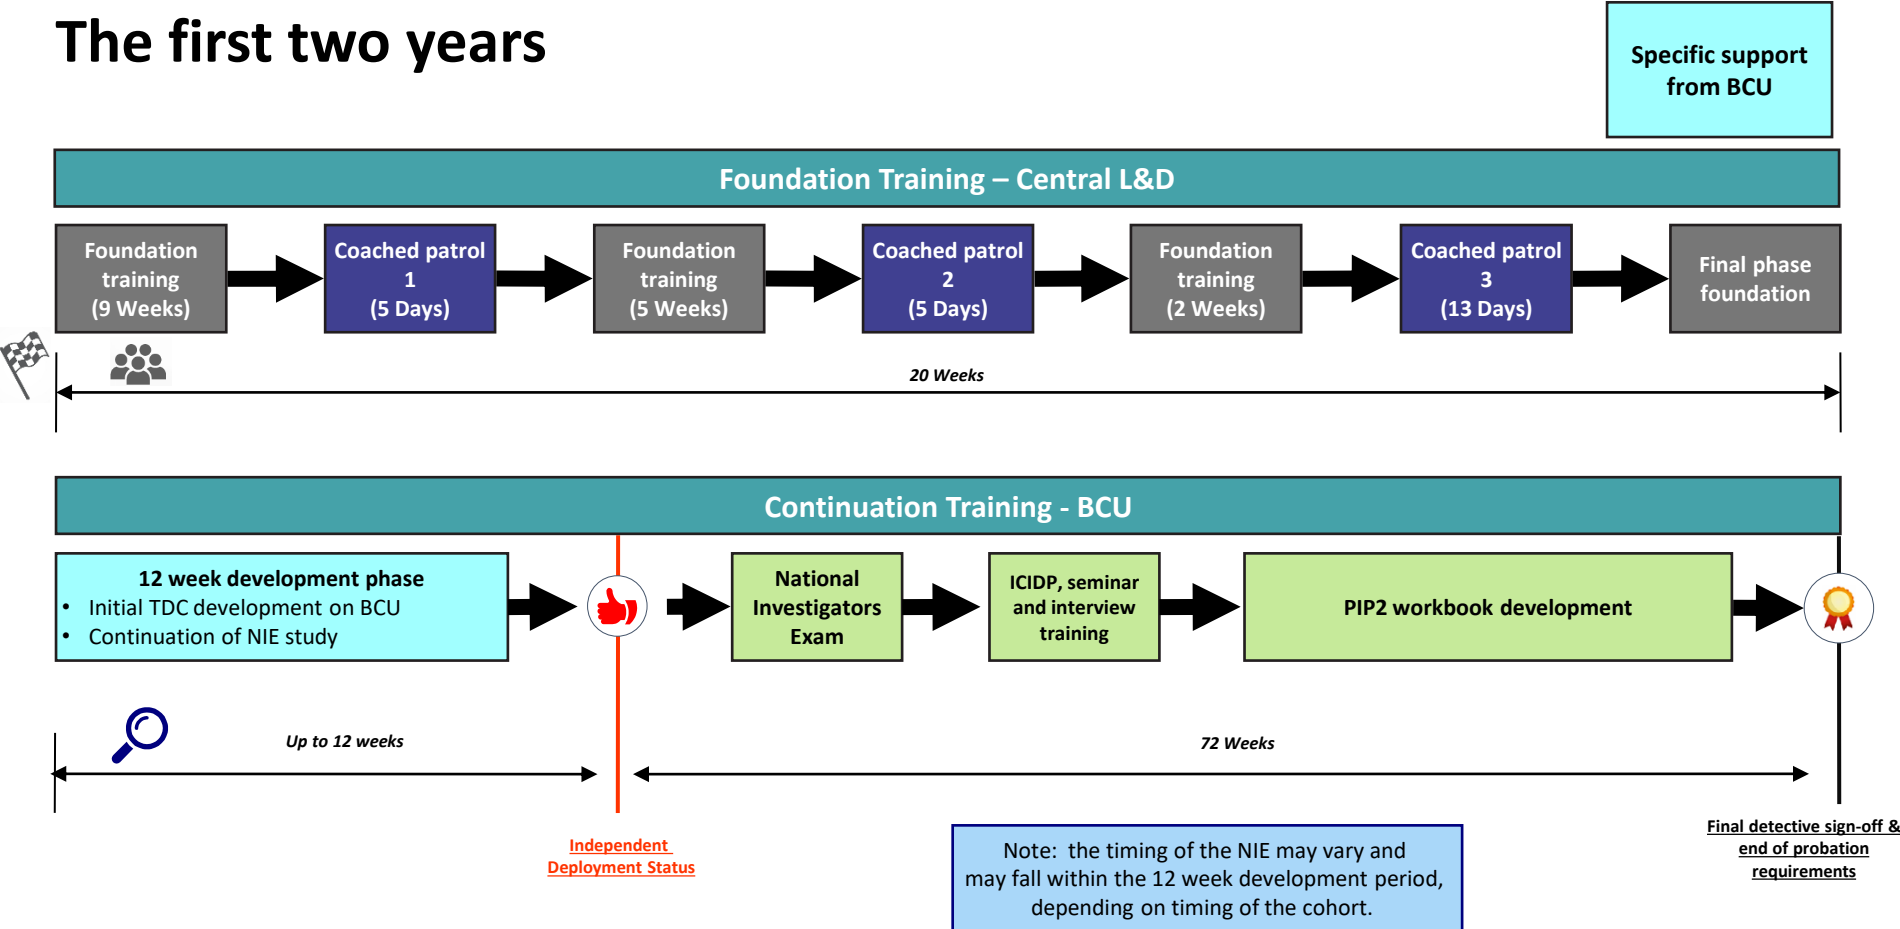 The first two years
Specific support
from BCU
Foundation Training – Central L&D
Foundation
training
(9 Weeks)
Coached patrol
1
(5 Days)
Foundation
training
(5 Weeks)
Coached patrol
2
(5 Days)
Foundation
training
(2 Weeks)
Coached patrol
3
(13 Days)
Final phase
foundation
20 Weeks
Continuation Training - BCU
12 week development phase
• Initial TDC development on BCU
• Continuation of NIE study
National
Investigators
Exam
ICIDP, seminar
and interview
training
PIP2 workbook development
Up to 12 weeks
72 Weeks
Independent
Deployment Status
Note: the timing of the NIE may vary and
may fall within the 12 week development period,
depending on timing of the cohort.
Final detective sign-off &
end of probation
requirements